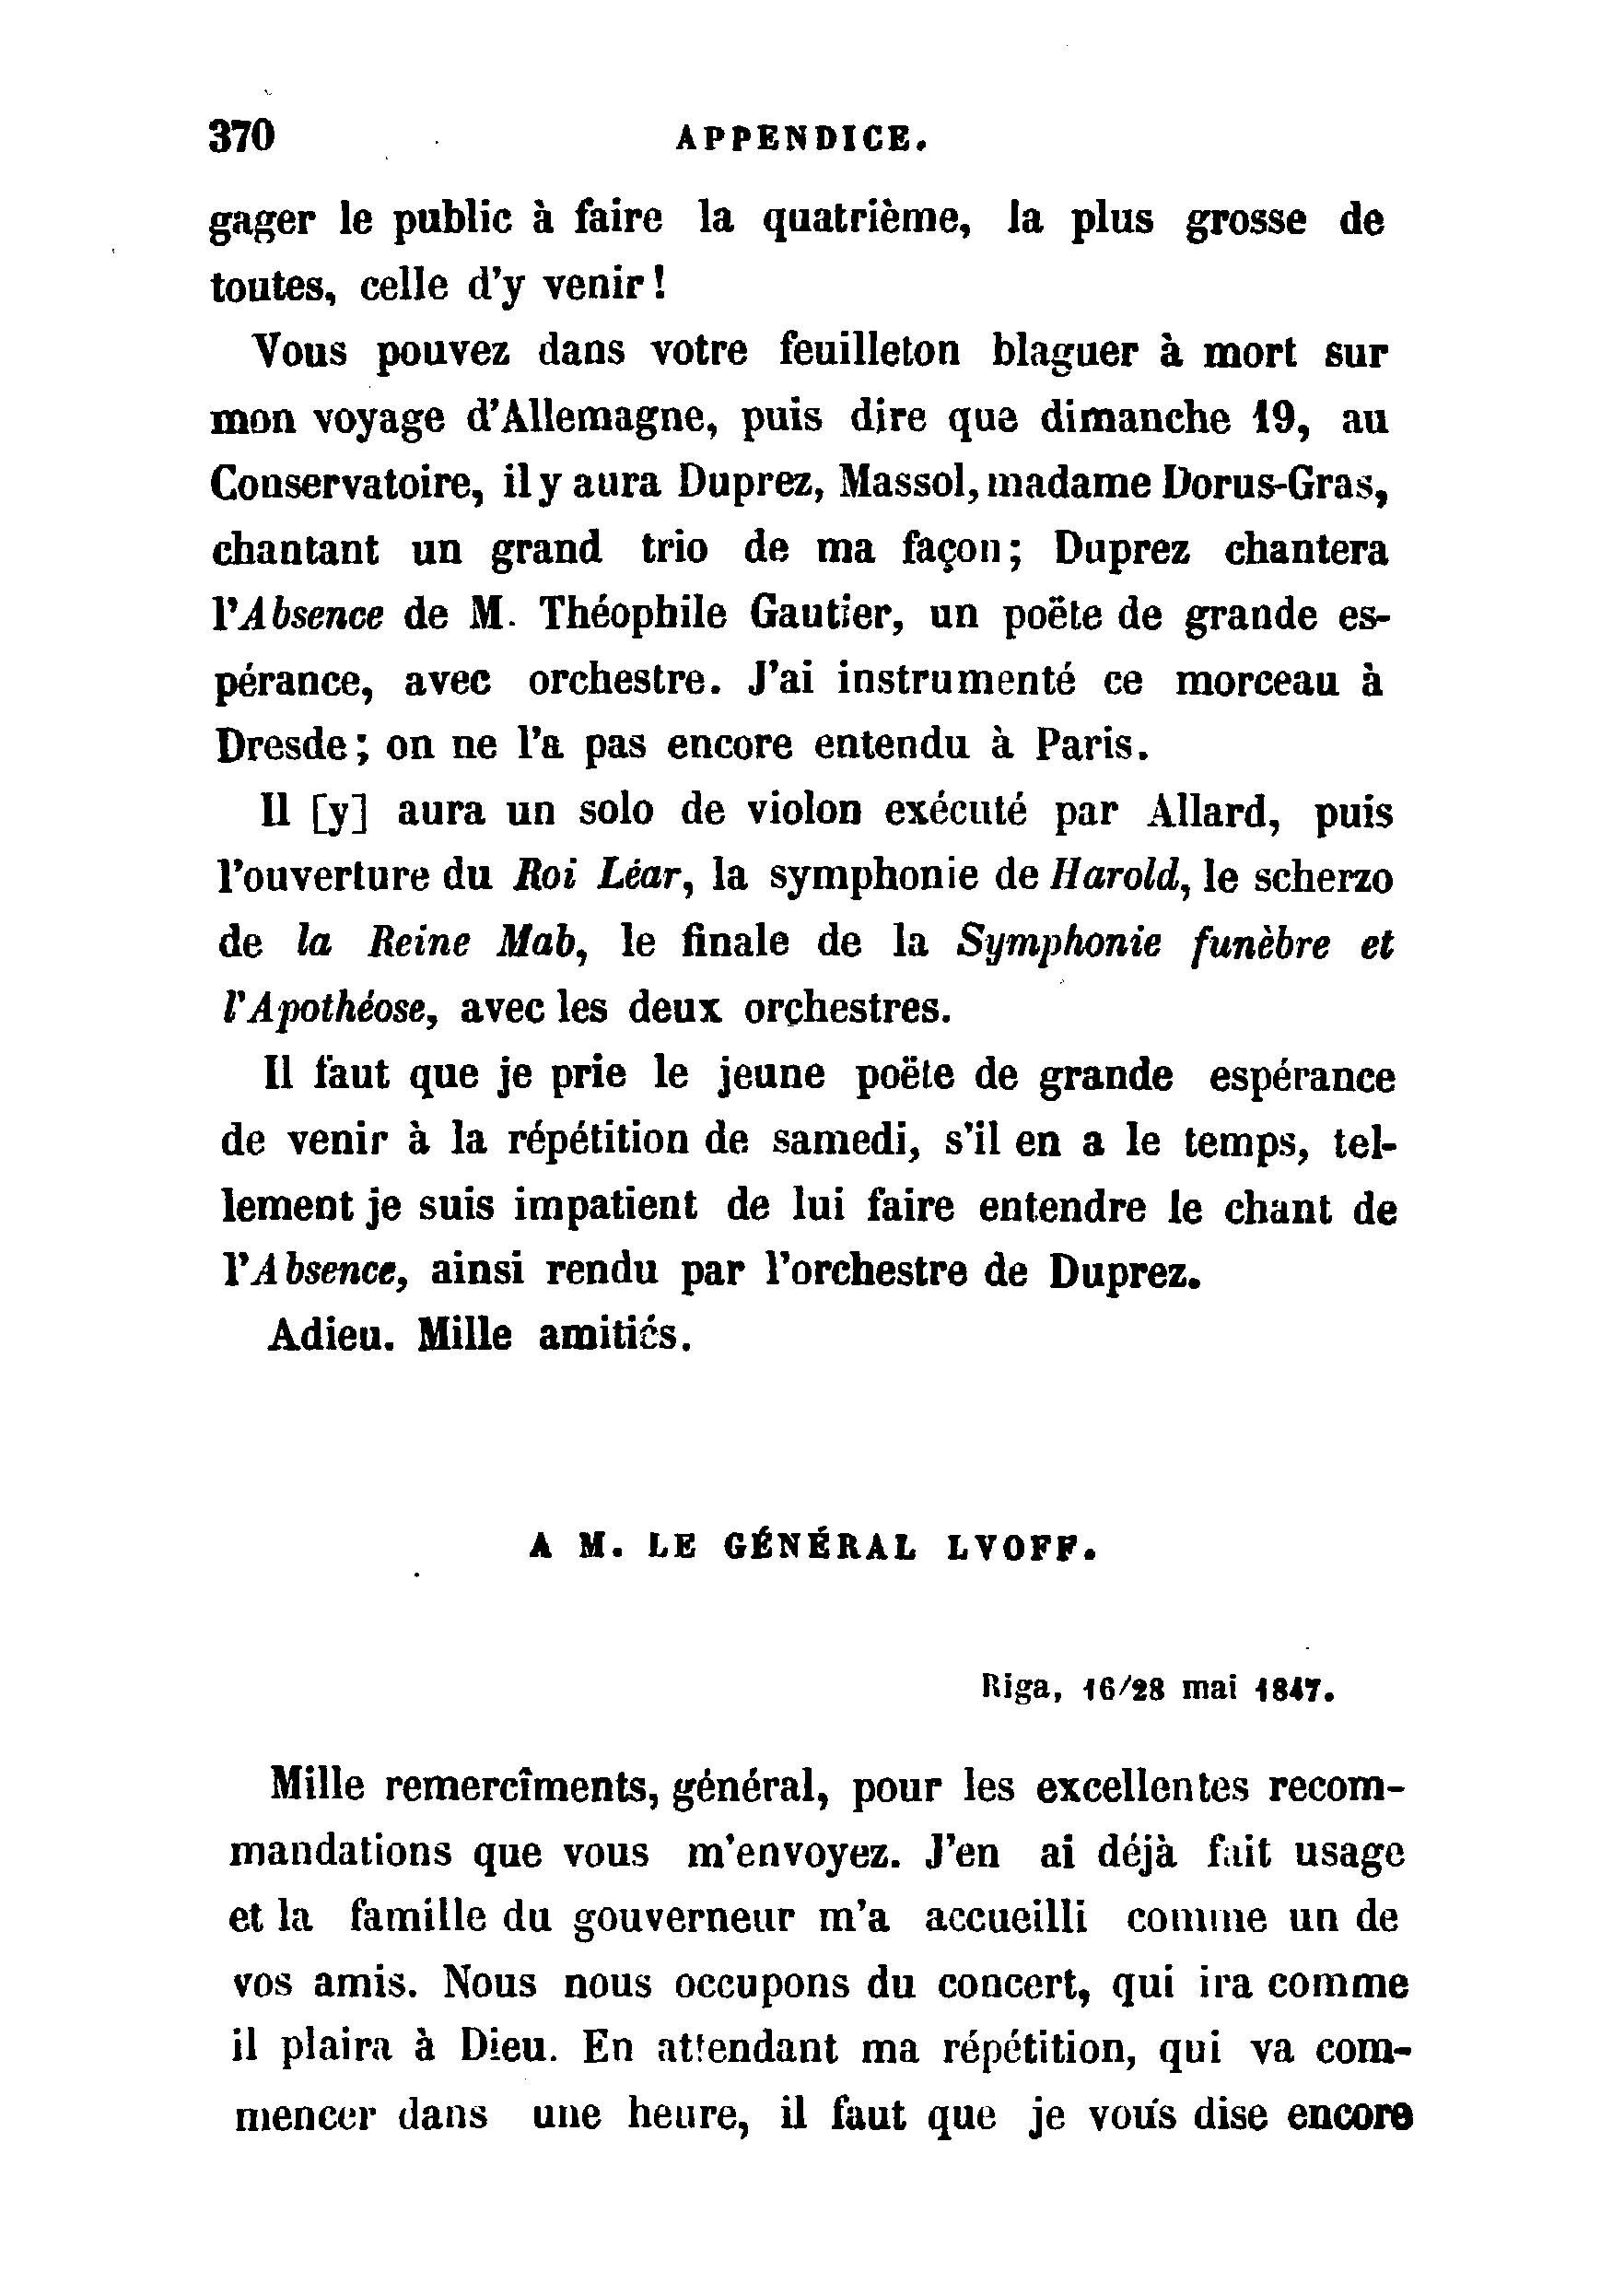 370 APPENDICE.
gager le public à faire la quatrième, la plus grosse de
toutes, celle d'y venir !
Vous pouvez dans votre feuilleton blaguer à mort sur
mon voyage d'Allemagne, puis dire que dimanche 19, au
Conservatoire, il y aura Duprez, Massol, madame Dorus-Gras,
chantant un grand trio de ma façon ; Duprez chantera
l'Absence de M. Théophile Gautier, un poëte de grande es-
pérance, avec orchestre. J'ai instrumenté ce morceau à
Dresde ; on ne l'a pas encore entendu à Paris.
Il [y] aura un solo de violon exécuté par Allard, puis
l'ouverture du Roi Léar, la symphonie de Harold, le scherzo
de la Reine Mab, le finale de la Symphonie funèbre et
l'Apothéose, avec les deux orchestres.
Il faut que je prie le jeune poëte de grande espérance
de venir à la répétition de samedi, s'il en a le temps, tel-
lement je suis impatient de lui faire entendre le chant de
l'Absence, ainsi rendu par l'orchestre de Duprez.
Adieu. Mille amitiés.
A M. LE GÉNÉRAL LVOFF.
Riga, 16/28 mai 1847.
Mille remercîments, général, pour les excellentes recom-
mandations que vous m'envoyez. J'en ai déjà fait usage
et la famille du gouverneur m'a accueilli comme un de
vos amis. Nous nous occupons du concert, qui ira comme
il plaira à Dieu. En attendant ma répétition, qui va com-
mencer dans une heure, il faut que je vous dise encore